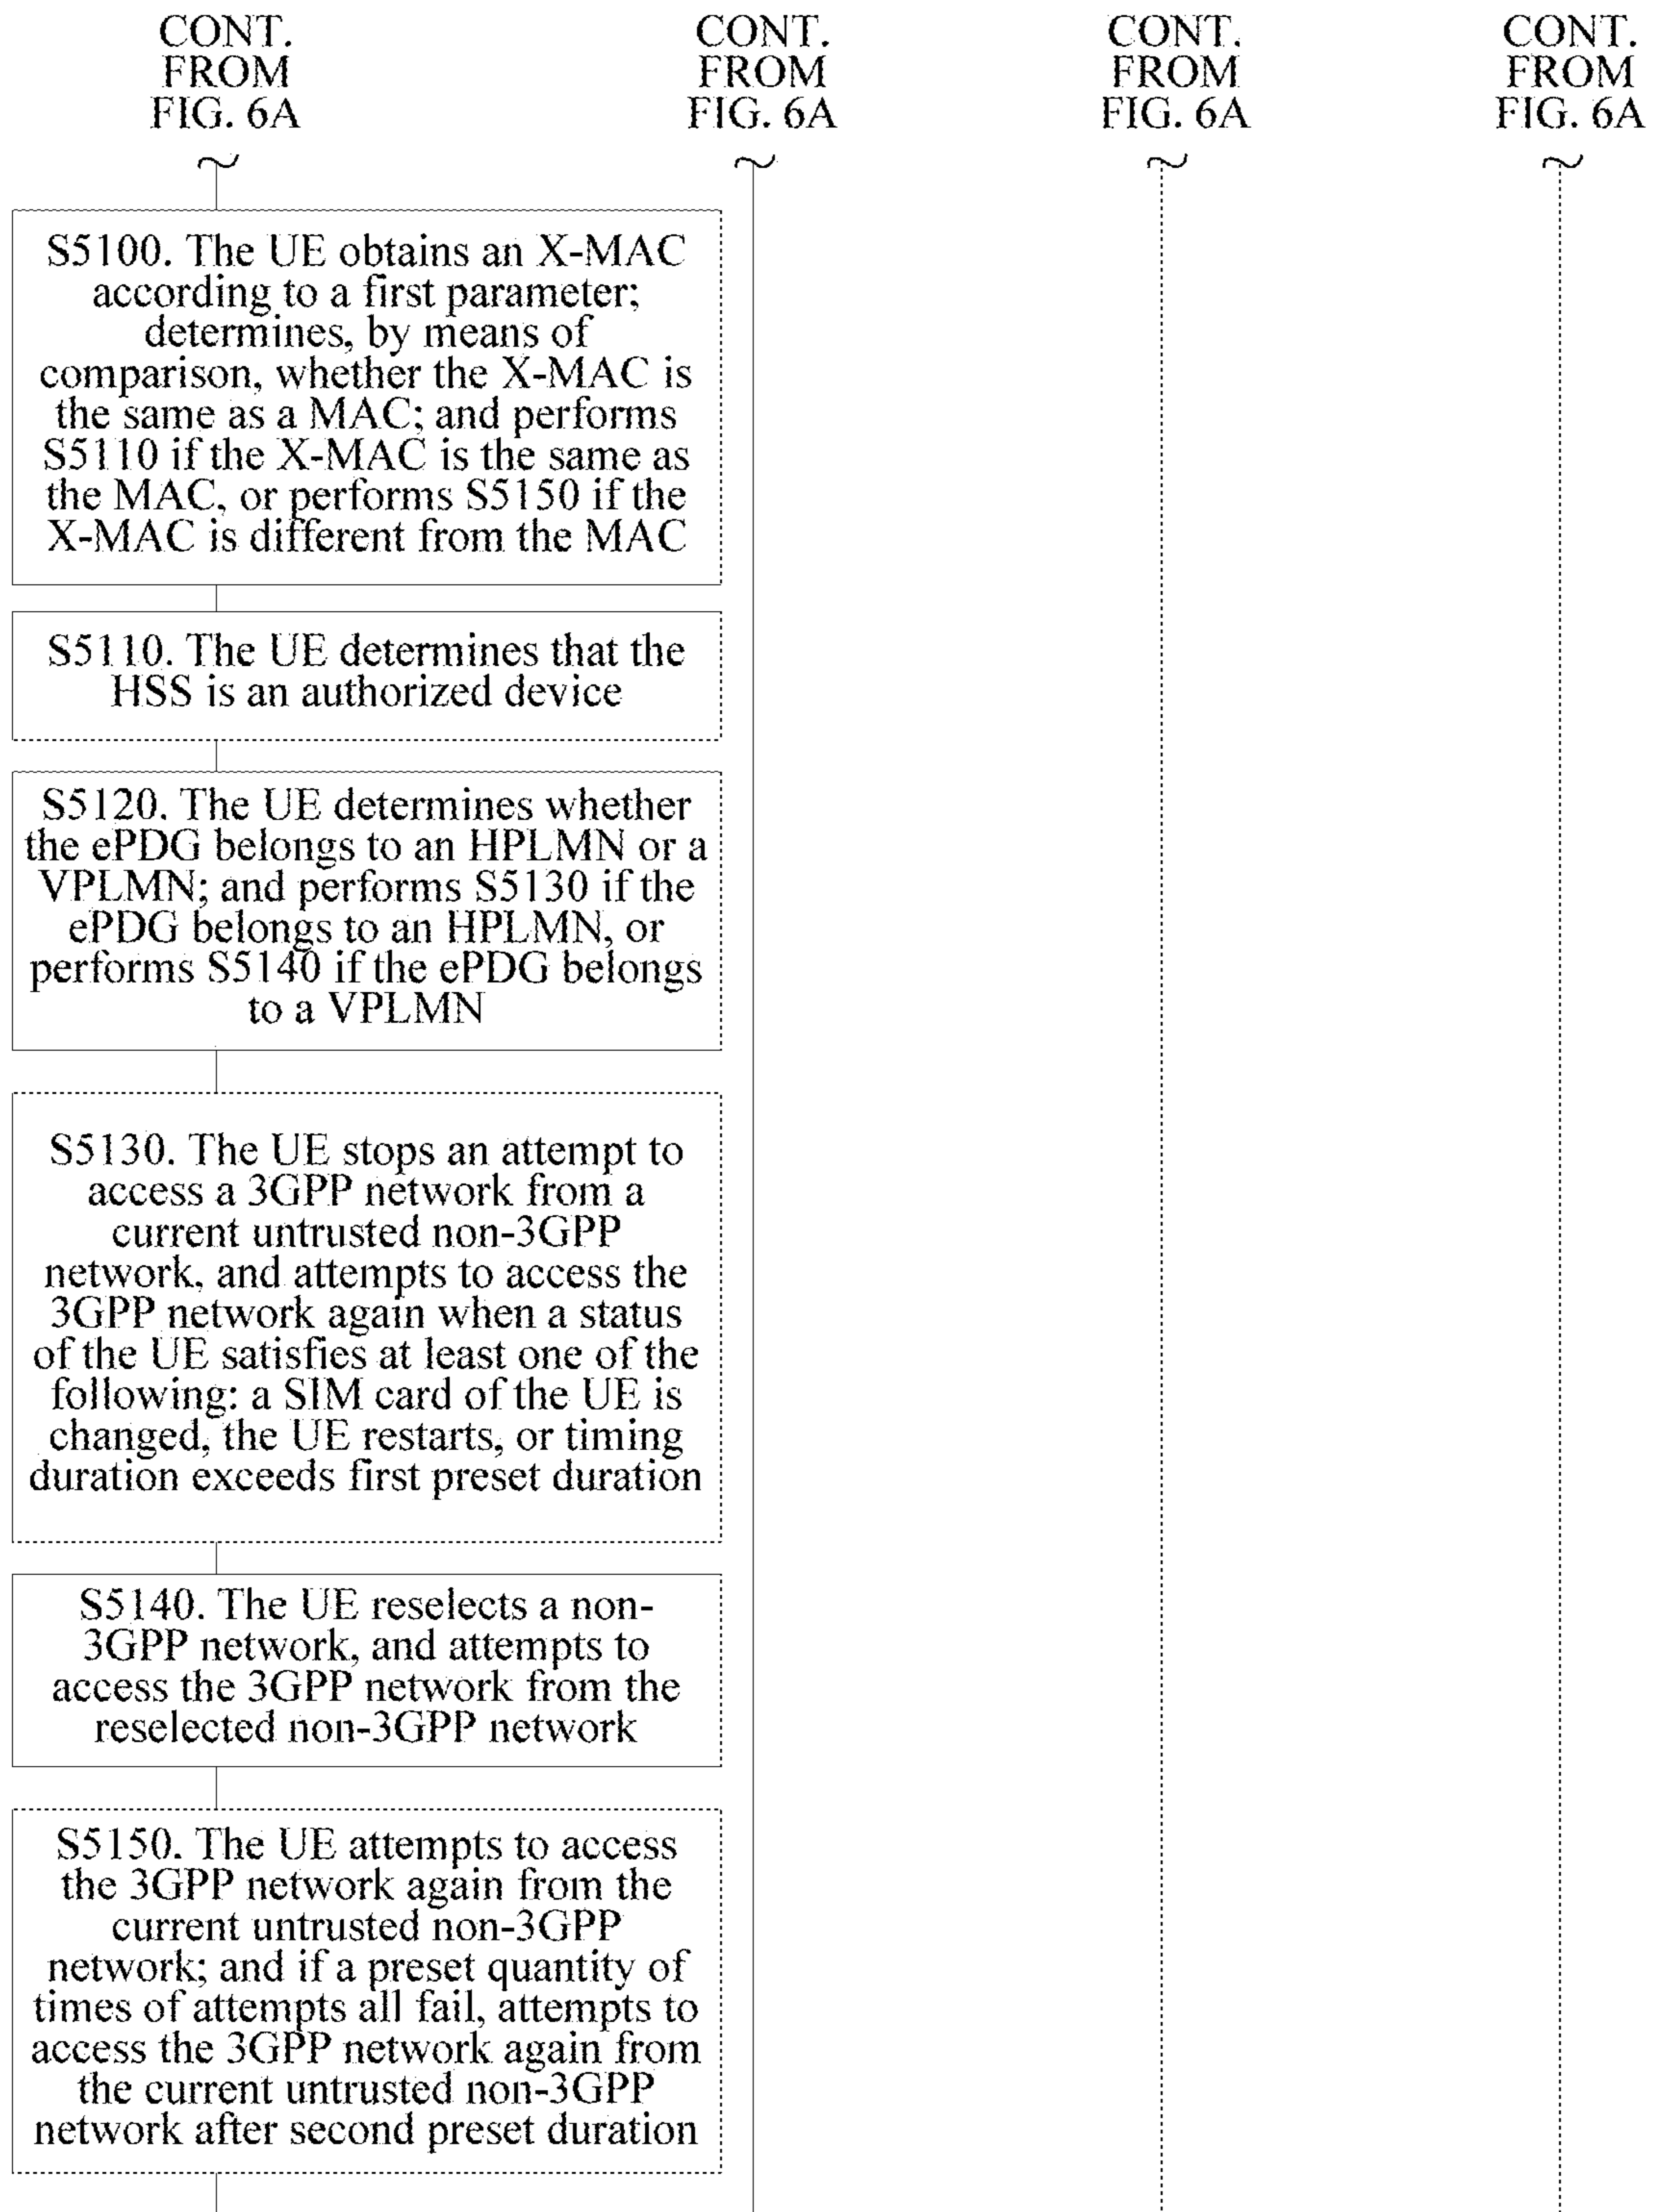 CONT.
FROM
FIG. 6A
CONT.
FROM
FIG. 6A
CONT.
FROM
FIG. 6A
CONT.
FROM
FIG. 6A
S5100. The UE obtains an X-MAC
according to a first parameter;
determines, by means of
comparison, whether the X-MAC is
the same as a MAC; and performs
S5110 if the X-MAC is the same as
the MAC, or performs S5150 if the
X-MAC is different from the MAC
S5110. The UE determines that the
HSS is an authorized device
S5120. The UE determines whether
the ePDG belongs to an HPLMN or a
VPLMN; and performs S5130 if the
ePDG belongs to an HPLMN, or
performs S5140 if the ePDG belongs
to a VPLMN
S5130. The UE stops an attempt to
access a 3GPP network from a
current untrusted non-3GPP
network, and attempts to access the
3GPP network again when a status
of the UE satisfies at least one of the
following: a SIM card of the UE is
changed, the UE restarts, or timing
duration exceeds first preset duration
S5140. The UE reselects a non-
3GPP network, and attempts to
access the 3GPP network from the
reselected non-3GPP network
S5150. The UE attempts to access
the 3GPP network again from the
current untrusted non-3GPP
network; and if a preset quantity of
times of attempts all fail, attempts to
access the 3GPP network again from
the current untrusted non-3GPP
network after second preset duration